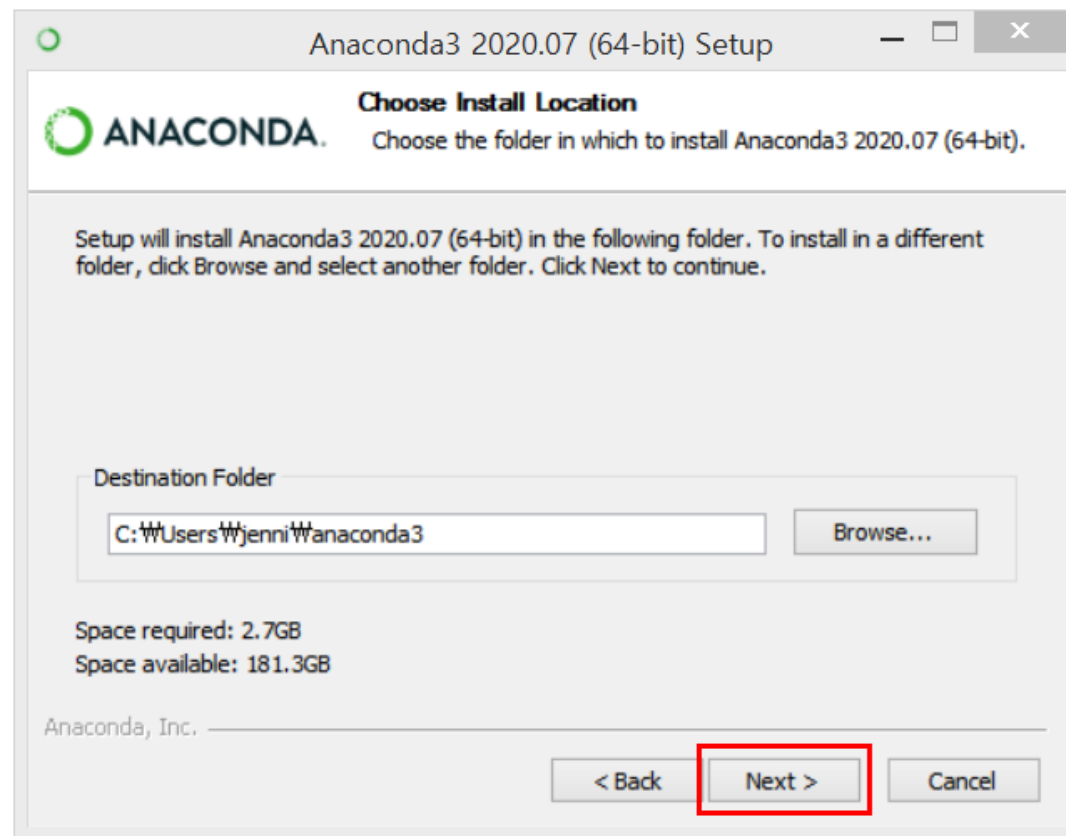 Anaconda3 2020.07 (64-bit) Setup
ANACONDA.
Choose Install Location
Choose the folder in which to install Anaconda3 2020.07 (64-bit).
Setup will install Anaconda3 2020.07 (64-bit) in the following folder. To install in a different
folder, click Browse and select another folder. Click Next to continue.
Destination Folder
C:₩Users₩jenni₩anaconda3
Browse...
Space required: 2.7GB
Space available: 181.3GB
Anaconda, Inc.
< Back
Next >
Cancel